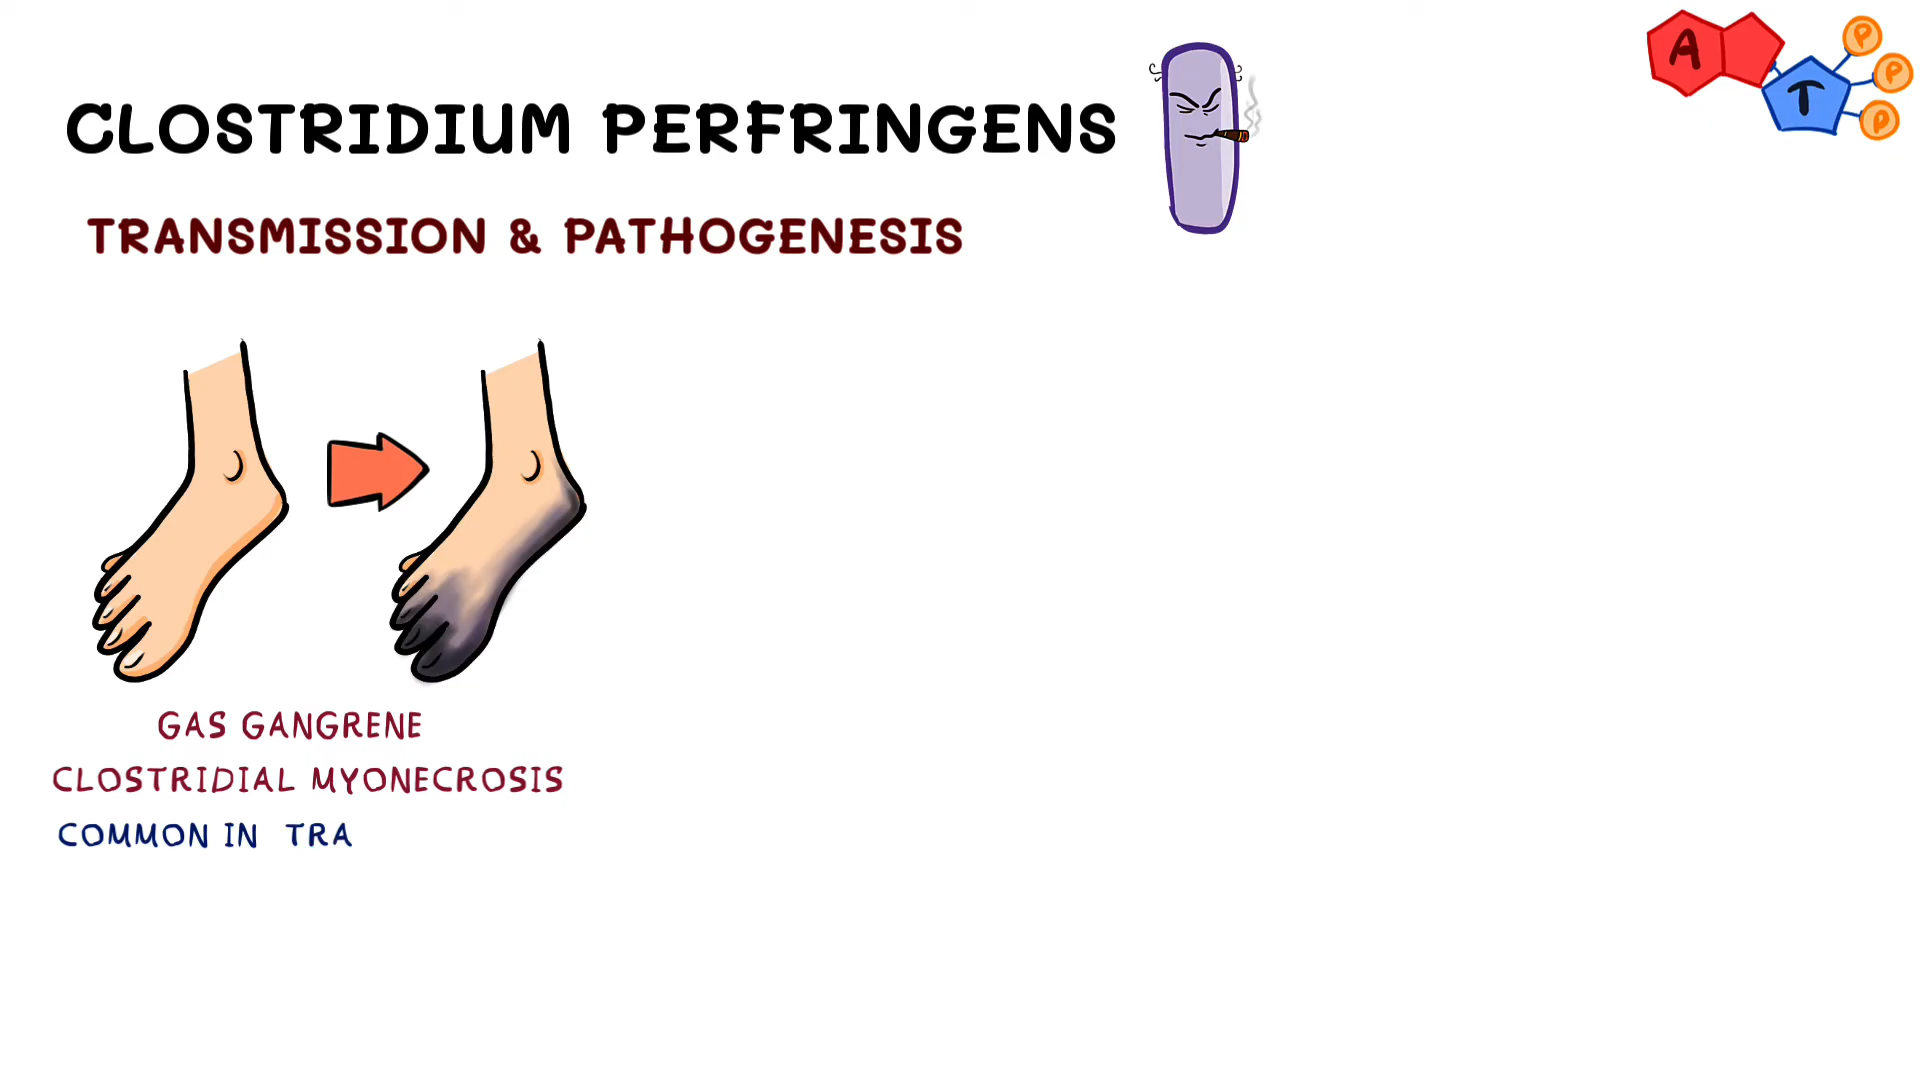 CLOSTRIDIUM PERFRINGENS
TRANSMISSION & PATHOGENESIS
A
T
P
P
P
GAS GANGRENE
CLOSTRIDIAL MYONECROSIS
COMMON IN TRA